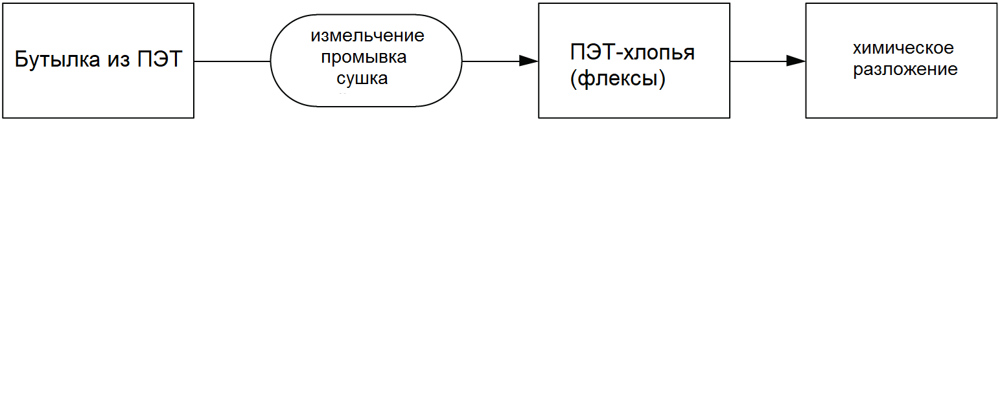 Бутылка из ПЭТ
измельчение
промывка
сушка
ПЭТ-хлопья
(флексы)
химическое
разложение